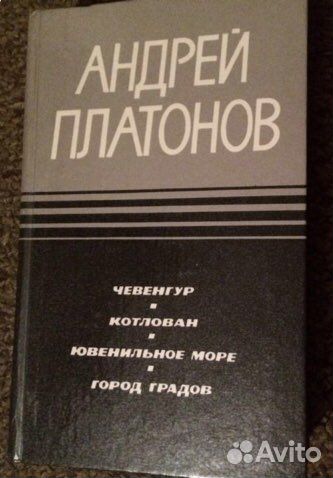 АНДРЕЙ
ПЛАТОНОВ
ЧЕВЕНГУР
КОТЛОВАН
ЮВЕНИЛЬНОЕ МОРЕ
ГОРОД ГРАДОВ
Avito